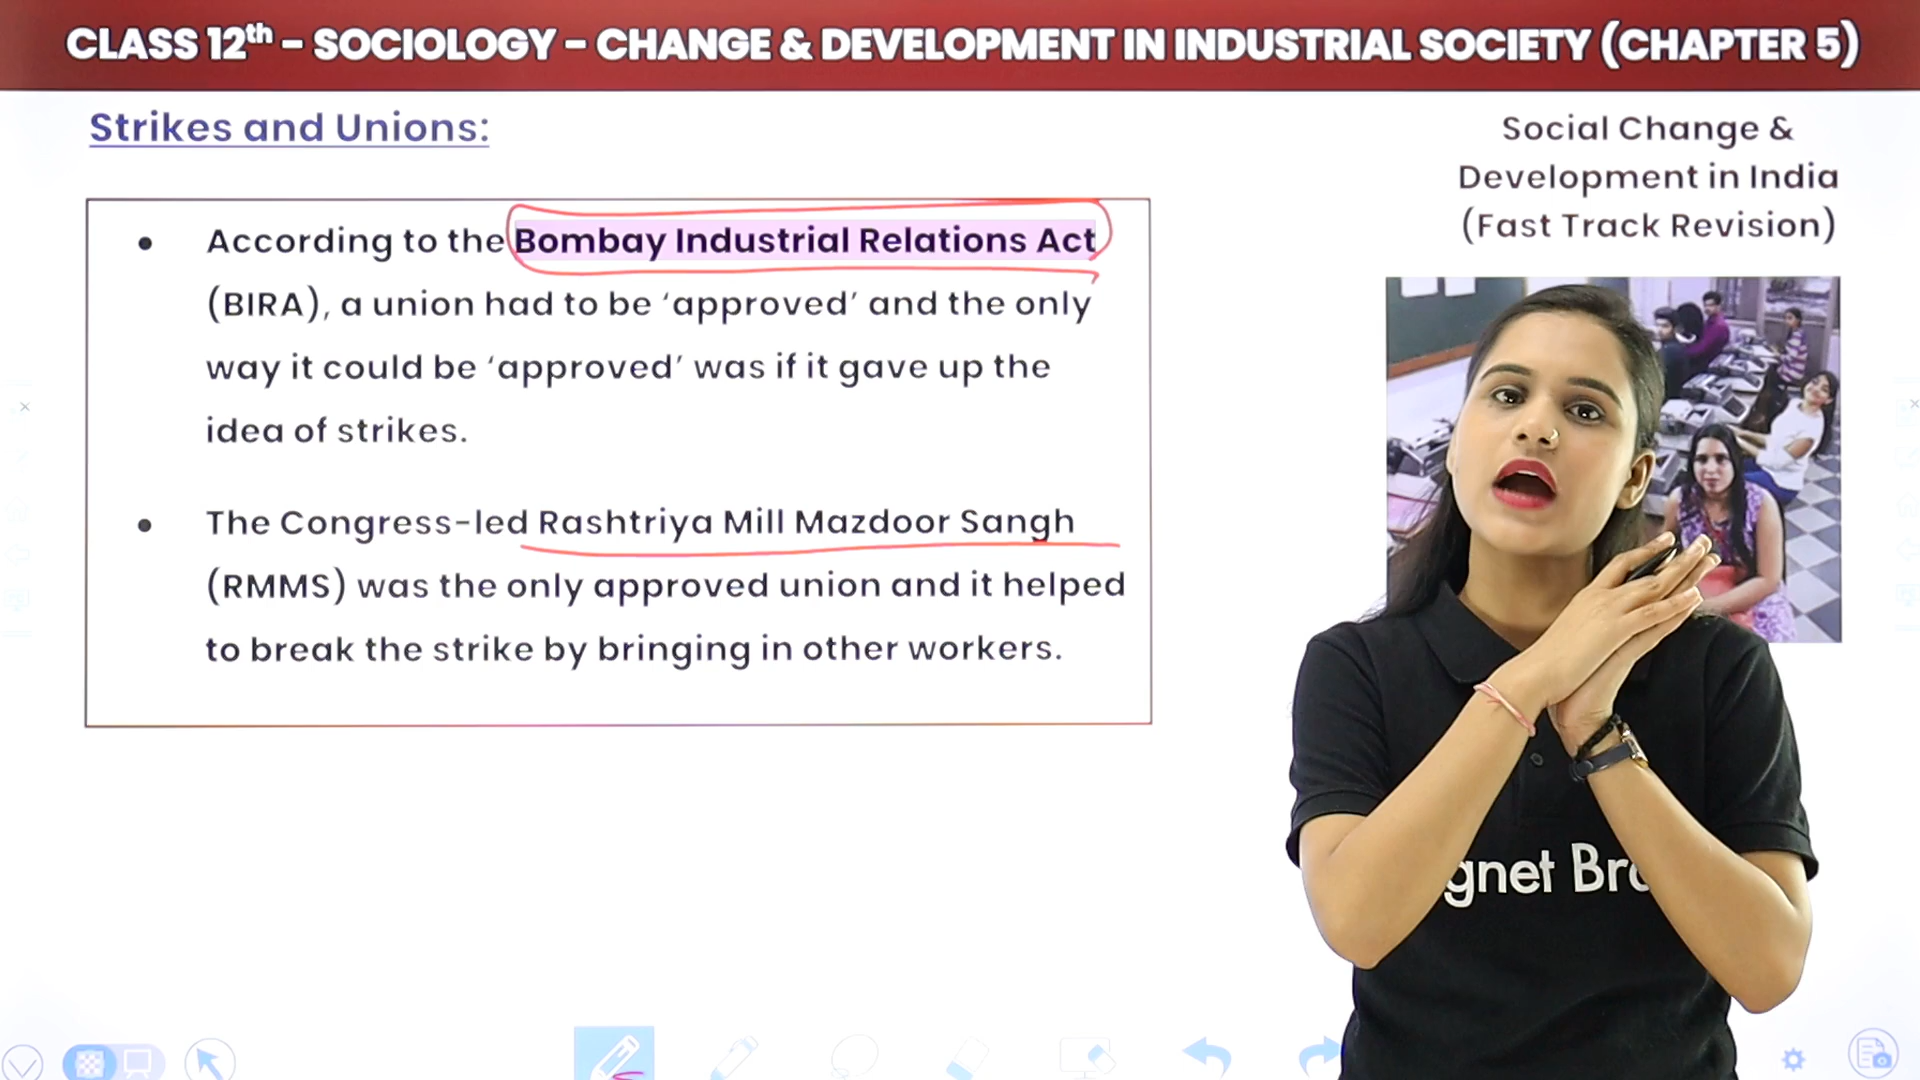 CLASS 12th – SOCIOLOGY – CHANGE & DEVELOPMENT IN INDUSTRIAL SOCIETY (CHAPTER 5)
Strikes and Unions:
• According to the Bombay Industrial Relations Act
(BIRA), a union had to be ‘approved’ and the only
way it could be ‘approved’ was if it gave up the
idea of strikes.
• The Congress-led Rashtriya Mill Mazdoor Sangh
(RMMS) was the only approved union and it helped
to break the strike by bringing in other workers.
Social Change &
Development in India
(Fast Track Revision)
gnet Bra